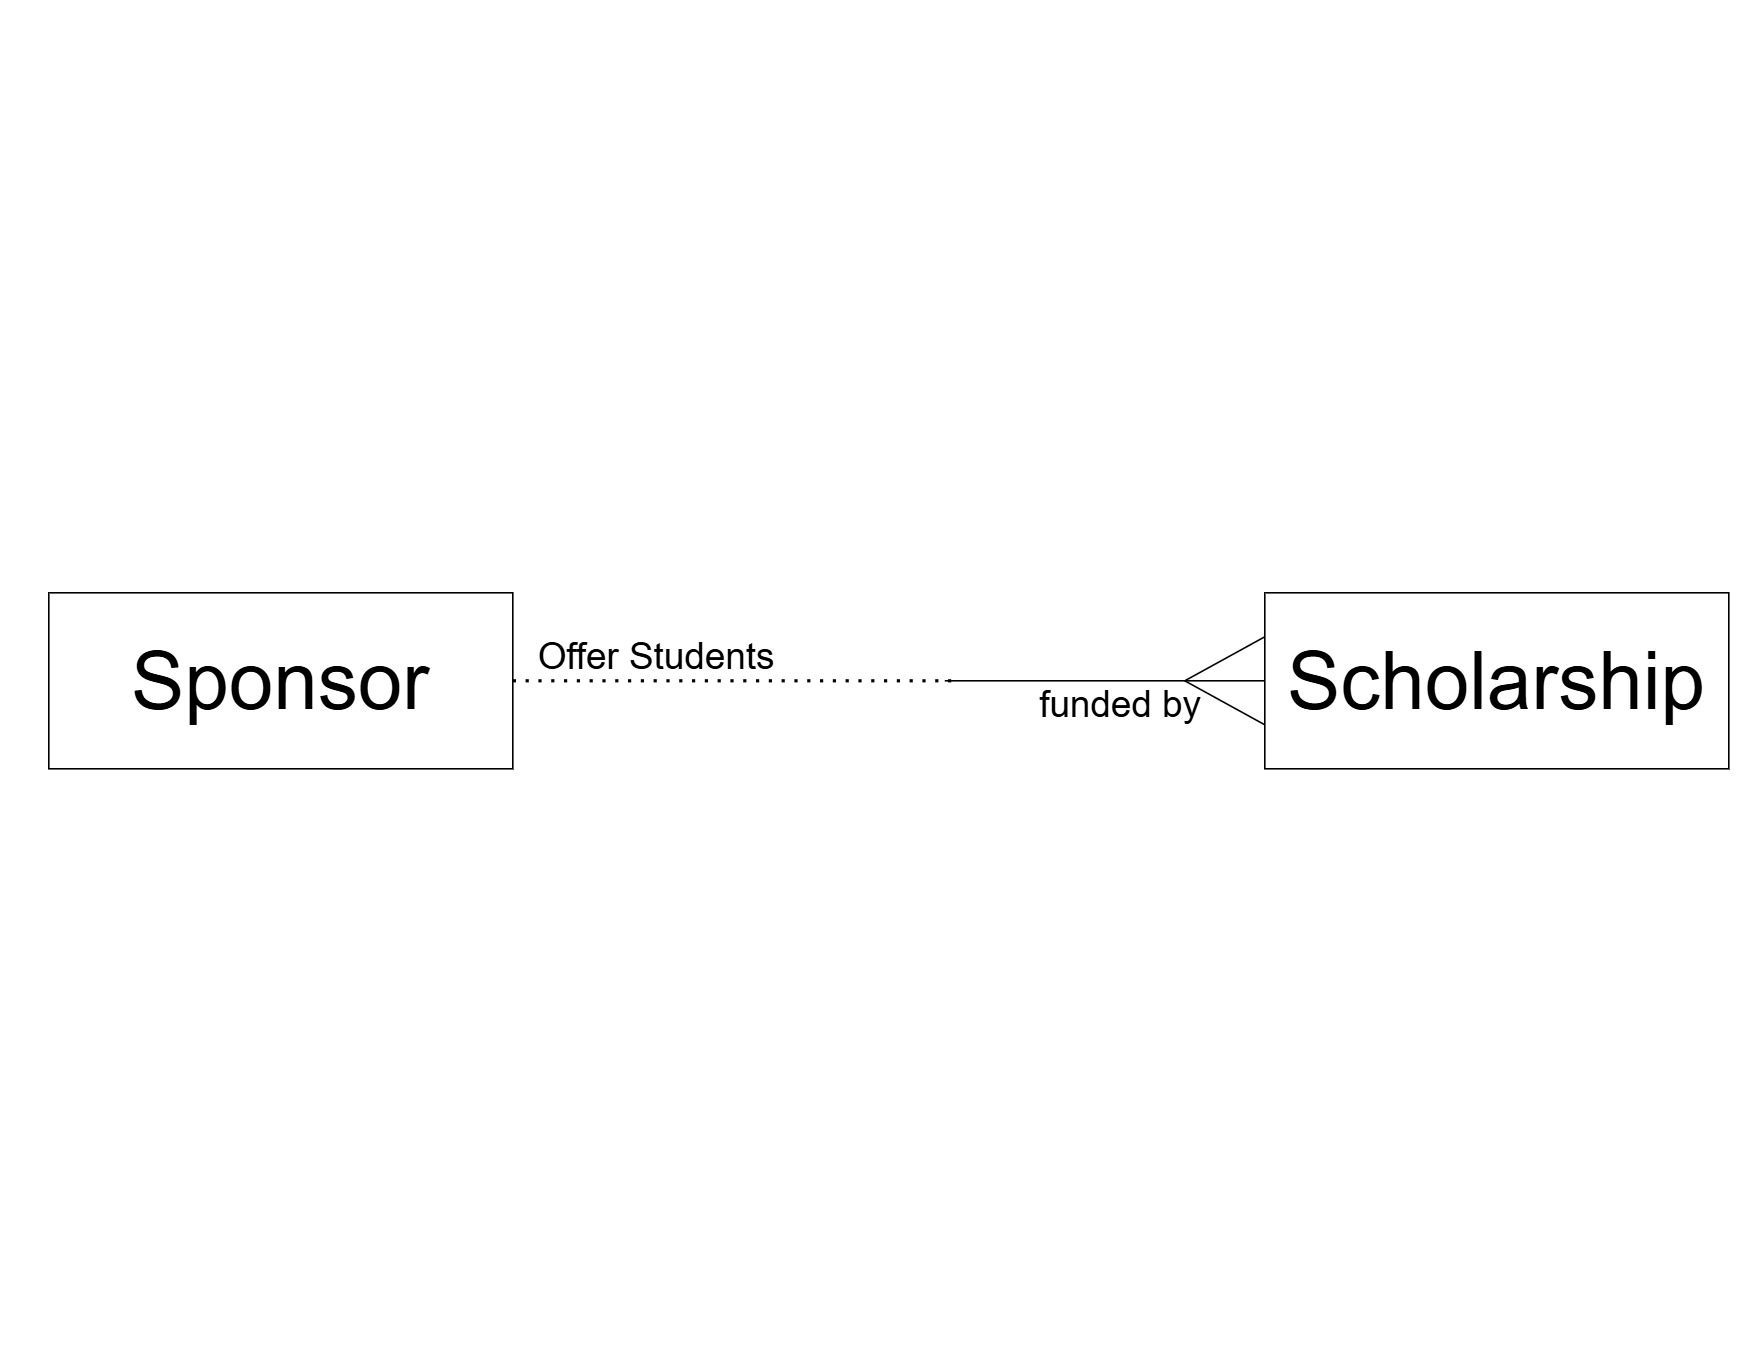 Sponsor
Offer Students
funded by
Scholarship